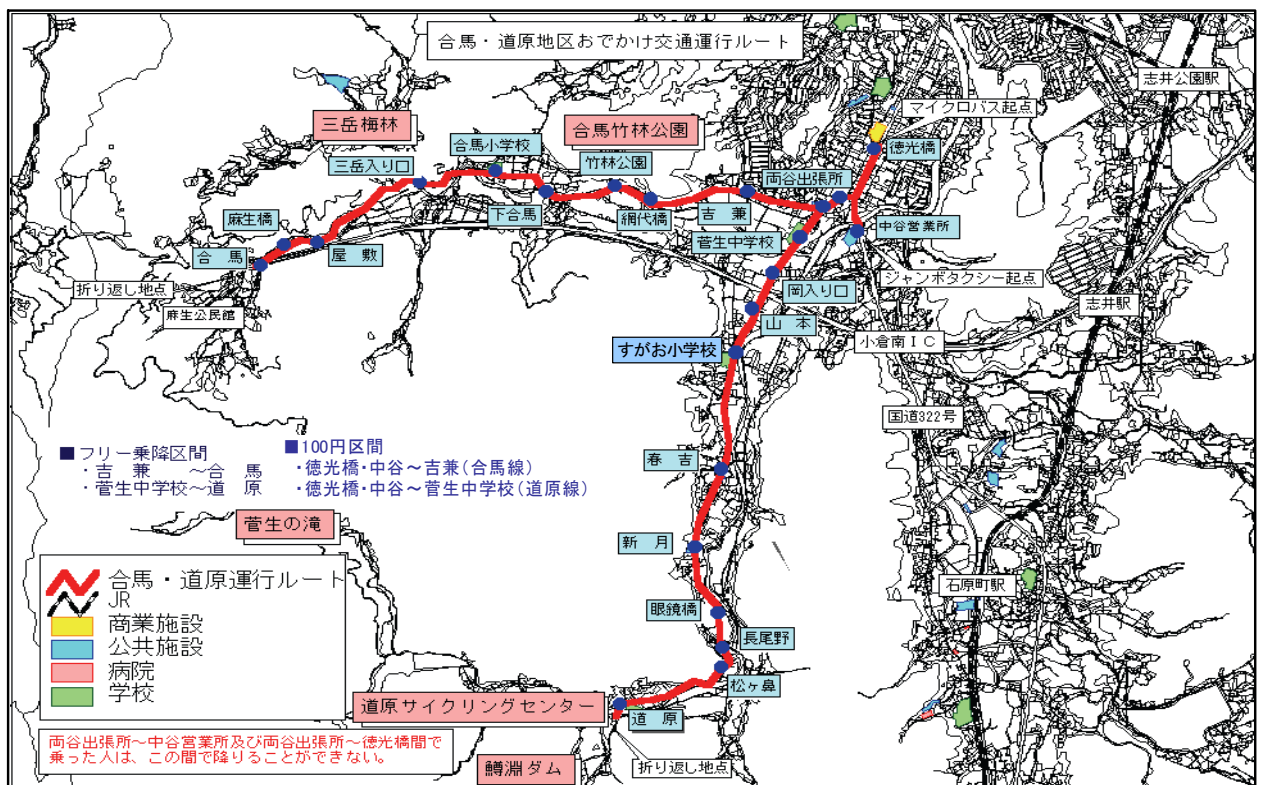 合馬・道原地区おでかけ交通運行ルート
志井公園駅
マイクロバス起点
三岳梅林
合馬竹林公園
徳光橋
合馬小学校
三岳入り口
竹林公園
両谷出張所
麻生橋
下合馬
網代橋
吉兼
中谷営業所
菅生中学校
合馬
屋敷
ジャンボタクシー起点
折り返し地点
岡入り口
志井駅
麻生公民館
山本
小倉南IC
すがお小学校
国道322号
■フリー乗降区間
・吉兼～合馬
・菅生中学校～道原
■100円区間
・徳光橋・中谷～吉兼(合馬線)
・徳光橋・中谷～菅生中学校(道原線)
春吉
菅生の滝
新月
石原町駅
合馬・道原運行ルート
JR
商業施設
公共施設
病院
学校
眼鏡橋
長尾野
松ヶ鼻
道原サイクリングセンター
道原
両谷出張所～中谷営業所及び両谷出張所～徳光橋間で
乗った人は、この間で降りることができない。
鱒淵ダム
折り返し地点